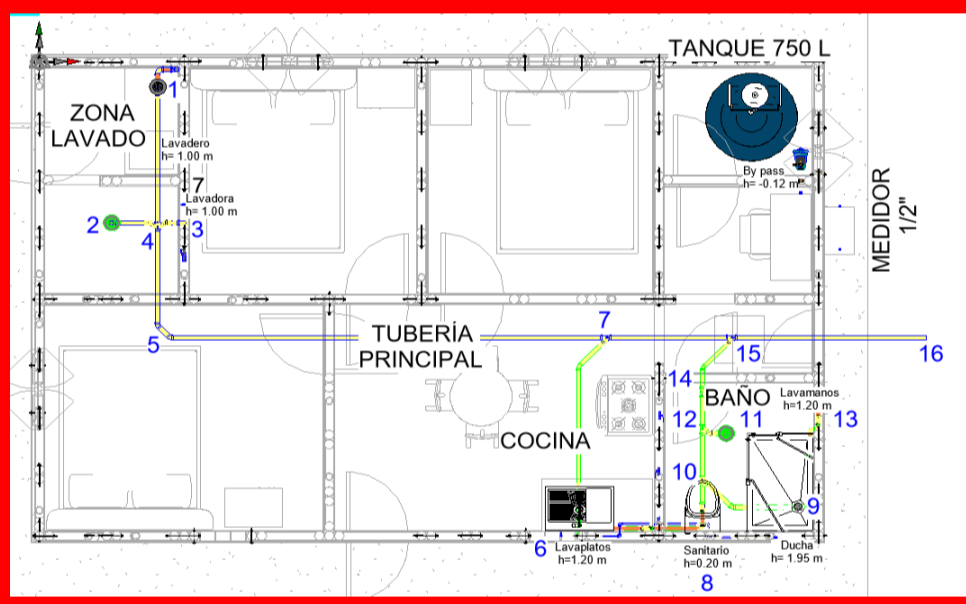 TANQUE 750 L
1
ZONA
LAVADO
Lavadero
h= 1.00 m
By pass
h= -0.12 m
7
Lavadora
h= 1.00 m
MEDIDOR
1/2"
2
4
3
5
TUBERÍA
PRINCIPAL
7
15
16
14
BAÑO
Lavamanos
h=1.20 m
12
11
13
COCINA
10
9
6
Lavaplatos
h=1.20 m
Sanitario
h=0.20 m
Ducha
h= 1.95 m
8